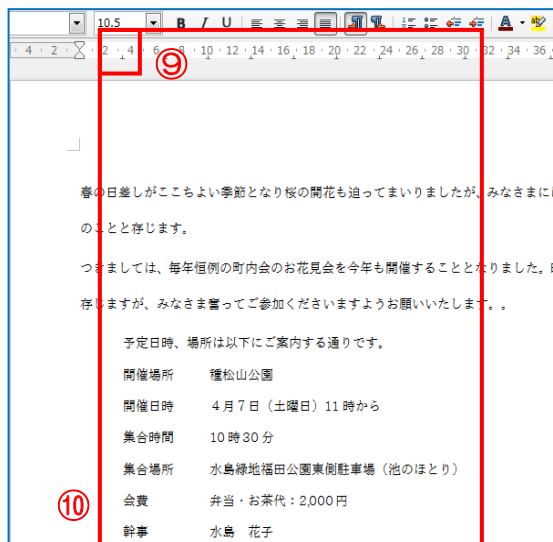 10.5 B I U A
4 2 2 4 6 8 10 12 14 16 18 20 22 24 26 28 30 32 34 36
⑨
春の日差しがここちよい季節となり桜の開花も迫ってまいりましたが、みなさまに
のことと存じます。
つきましては、毎年恒例の町内会のお花見会を今年も開催することとなりました。
存じますが、みなさま奮ってご参加くださいますようお願いいたします。。
予定日時、場所は以下にご案内する通りです。
開催場所 種松山公園
開催日時 4月7日（土曜日）11時から
集合時間 10時30分
集合場所 水島緑地福田公園東側駐車場（池のほとり）
⑩ 会費 弁当・お茶代：2,000円
幹事 水島 花子